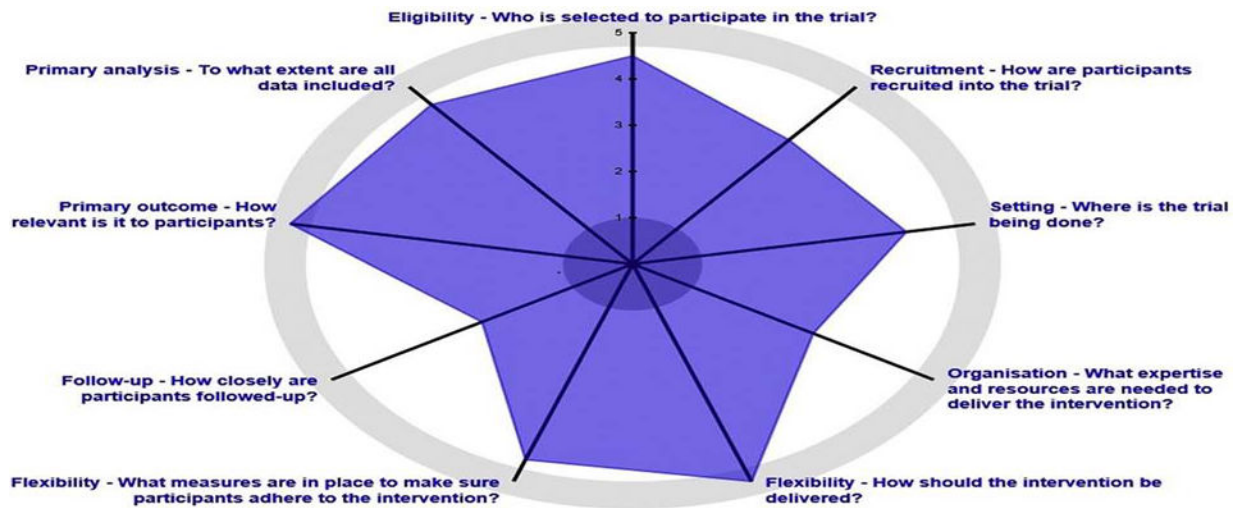 Eligibility - Who is selected to participate in the trial?
5
Primary analysis - To what extent are all
data included?
Recruitment - How are participants
recruited into the trial?
4
3
2
1
Primary outcome - How
relevant is it to participants?
Setting - Where is the trial
being done?
Follow-up - How closely are
participants followed-up?
Organisation - What expertise
and resources are needed to
deliver the intervention?
Flexibility - What measures are in place to make sure
participants adhere to the intervention?
Flexibility - How should the intervention be
delivered?